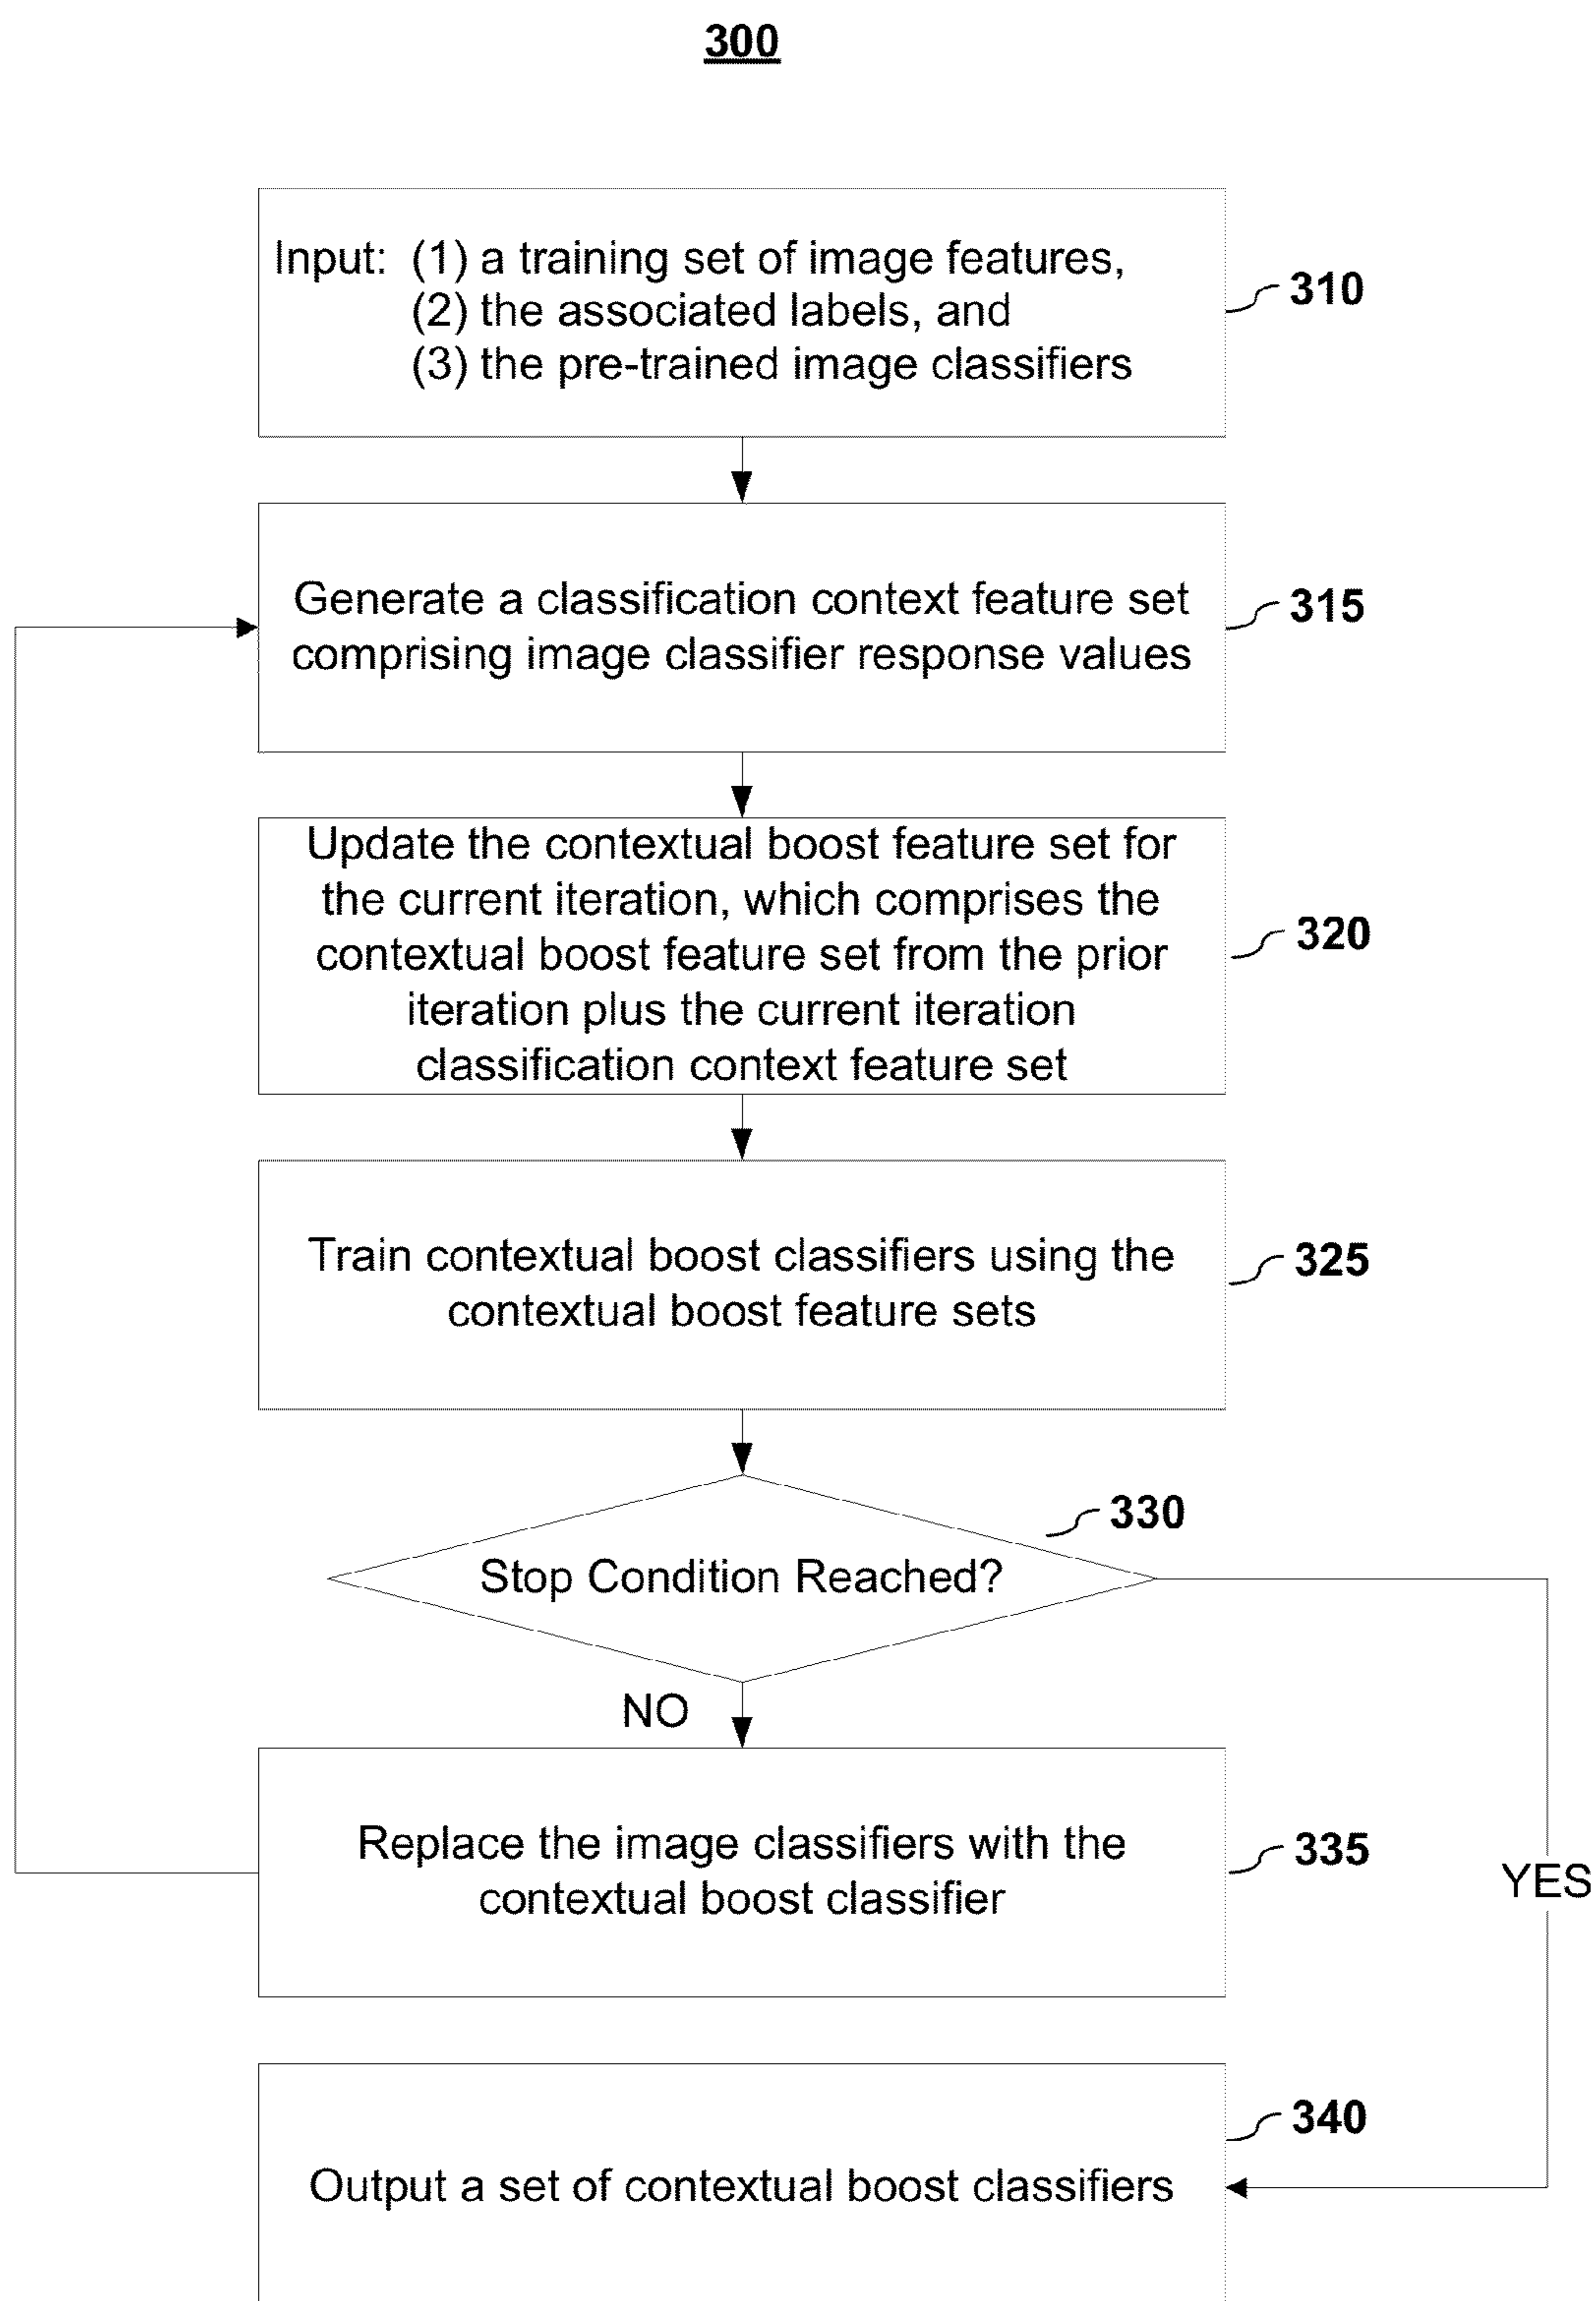 300
Input: (1) a training set of image features,
(2) the associated labels, and
(3) the pre-trained image classifiers
310
Generate a classification context feature set
comprising image classifier response values
315
Update the contextual boost feature set for
the current iteration, which comprises the
contextual boost feature set from the prior
iteration plus the current iteration
classification context feature set
320
Train contextual boost classifiers using the
contextual boost feature sets
325
330
Stop Condition Reached?
NO
Replace the image classifiers with the
contextual boost classifier
335
YES
340
Output a set of contextual boost classifiers